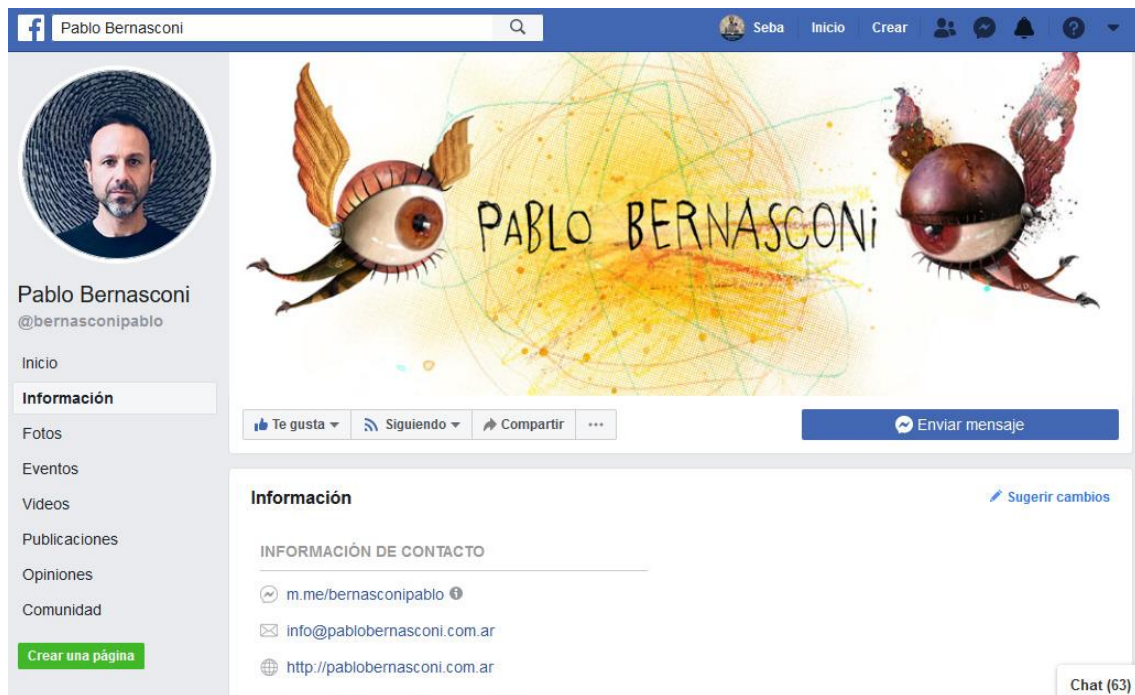 f Pablo Bernasconi Seba Inicio Crear
PABLO BERNASCONi
Pablo Bernasconi
@bernasconipablo
Inicio
Información
Fotos
Eventos
Videos
Publicaciones
Opiniones
Comunidad
Crear una página
Te gusta Siguiendo Compartir ... Enviar mensaje
Información Sugerir cambios
INFORMACIÓN DE CONTACTO
m.me/bernasconipablo
info@pablobernasconi.com.ar
http://pablobernasconi.com.ar
Chat (63)